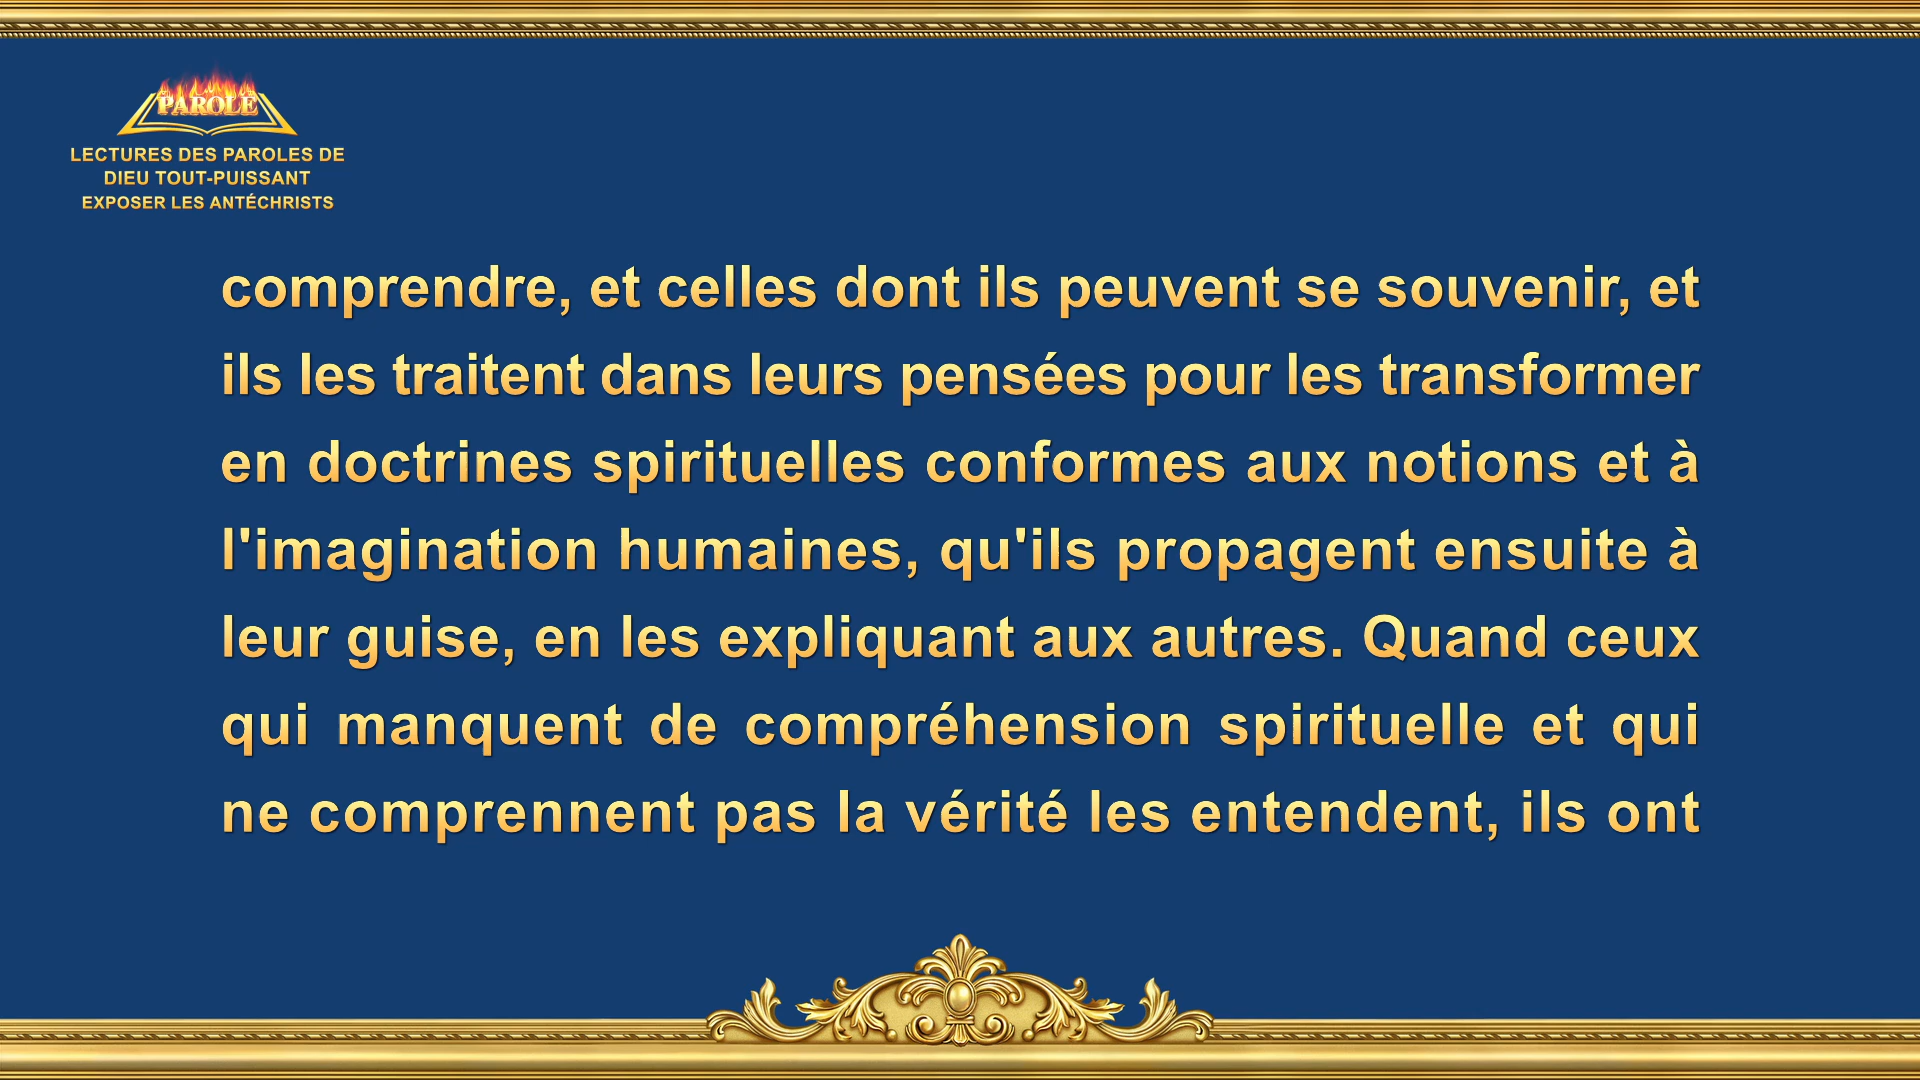 PAROLE
LECTURES DES PAROLES DE
DIEU TOUT-PUISSANT
EXPOSER LES ANTÉCHRISTS
comprendre, et celles dont ils peuvent se souvenir, et
ils les traitent dans leurs pensées pour les transformer
en doctrines spirituelles conformes aux notions et à
l'imagination humaines, qu'ils propagent ensuite à
leur guise, en les expliquant aux autres. Quand ceux
qui manquent de compréhension spirituelle et qui
ne comprennent pas la vérité les entendent, ils ont